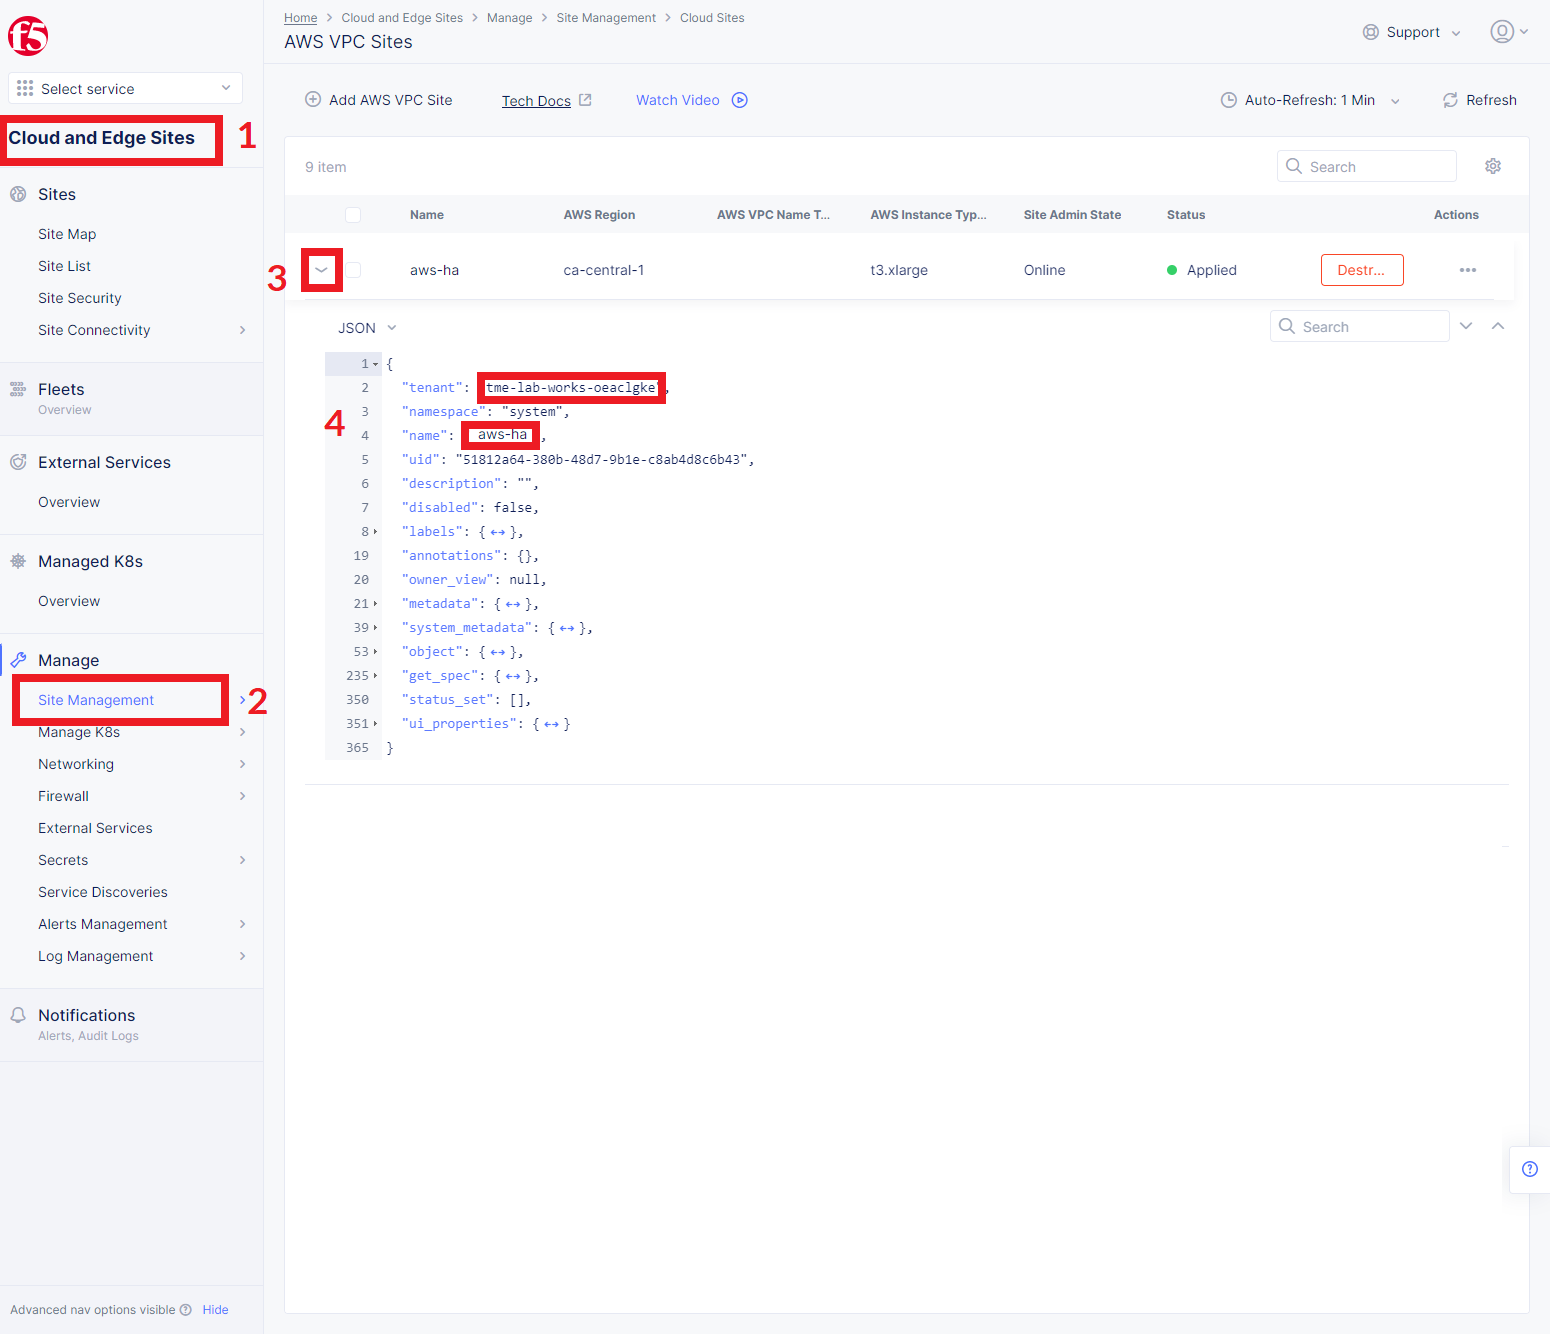 f5
Select service
Cloud and Edge Sites
1
Sites
Site Map
Site List
Site Security
Site Connectivity
Fleets
Overview
External Services
Overview
Managed K8s
Overview
Manage
Site Management
2
Manage K8s
Networking
Firewall
External Services
Secrets
Service Discoveries
Alerts Management
Log Management
Notifications
Alerts, Audit Logs
Advanced nav options visible Hide
Home > Cloud and Edge Sites > Manage > Site Management > Cloud Sites
AWS VPC Sites
Support
Add AWS VPC Site Tech Docs Watch Video Auto-Refresh: 1 Min Refresh
9 item Search
Name AWS Region AWS VPC Name T... AWS Instance Typ... Site Admin State Status Actions
3 aws-ha ca-central-1 t3.xlarge Online Applied Destr... •••
JSON Search
1 {
2 "tenant": tme-lab-works-oeaclgke",
3 "namespace": "system",
4
4 "name": aws-ha ,
5 "uid": "51812a64-380b-48d7-9b1e-c8ab4d8c6b43",
6 "description": "",
7 "disabled": false,
8 "labels": {↔},
19 "annotations": {},
20 "owner_view": null,
21 "metadata": {↔},
39 "system_metadata": {↔},
53 "object": {↔},
235 "get_spec": {↔},
350 "status_set": [],
351 "ui_properties": {↔}
365 }